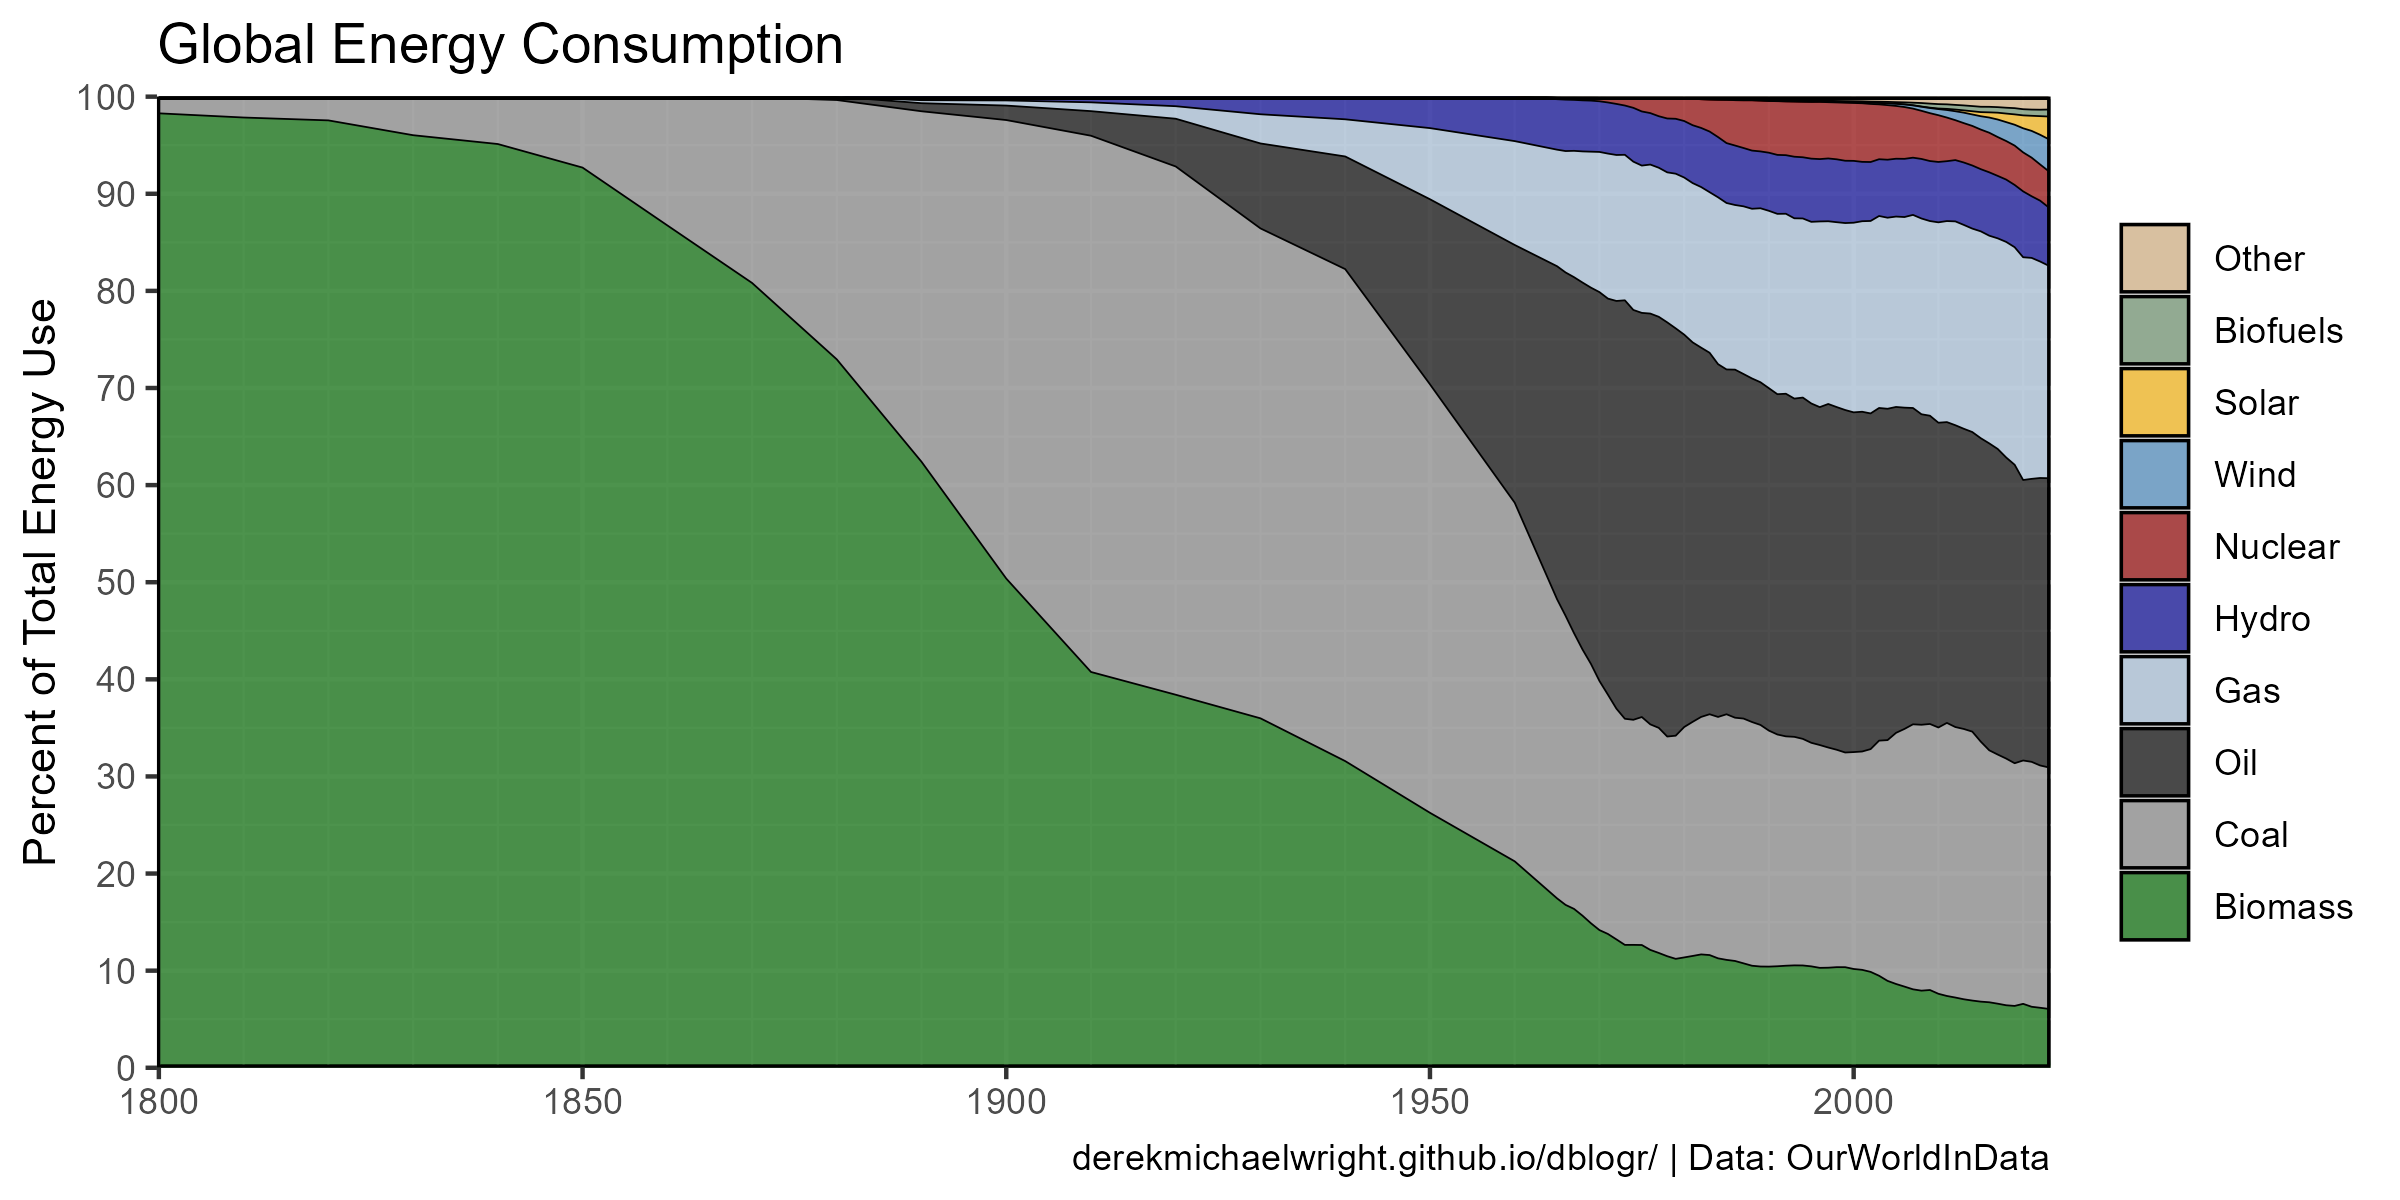 Global Energy Consumption
Percent of Total Energy Use
100
90
80
70
60
50
40
30
20
10
0
1800
1850
1900
1950
2000
Other
Biofuels
Solar
Wind
Nuclear
Hydro
Gas
Oil
Coal
Biomass
derekmichaelwright.github.io/dblogr/ | Data: OurWorldInData